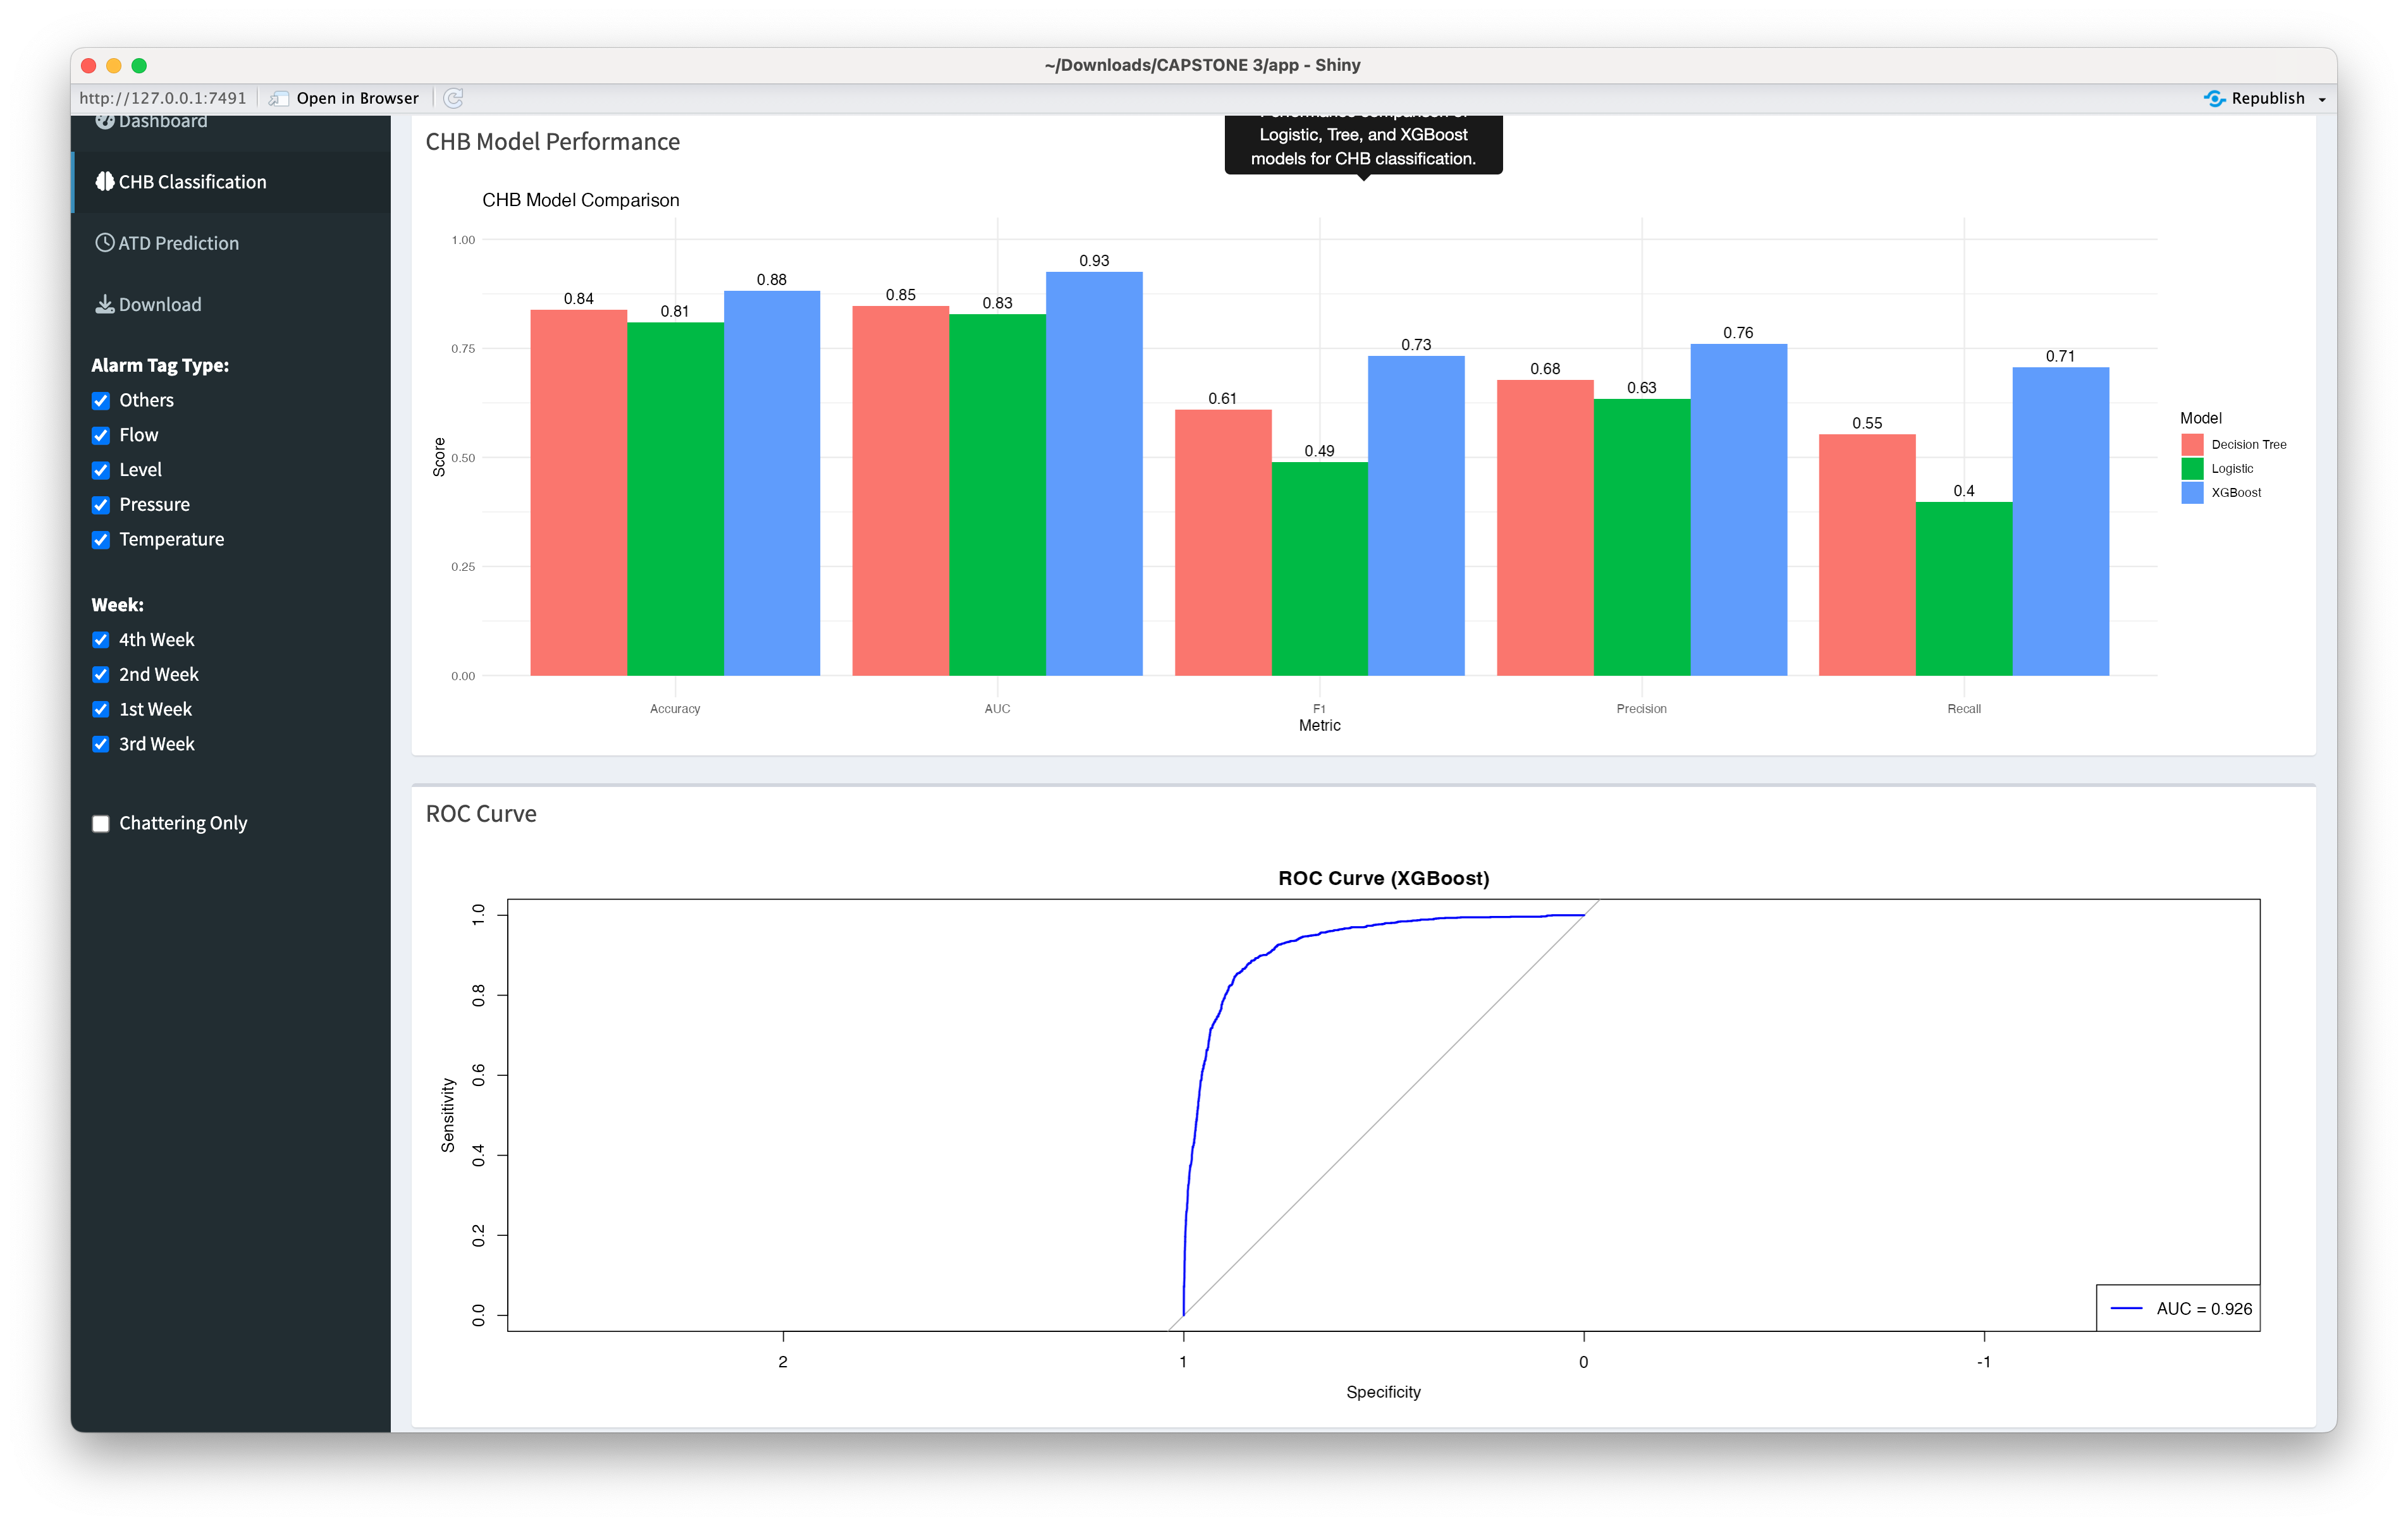 ~/Downloads/CAPSTONE 3/app - Shiny
http://127.0.0.1:7491
Open in Browser
Republish
Dashboard
CHB Classification
ATD Prediction
Download
Alarm Tag Type:
Others
Flow
Level
Pressure
Temperature
Week:
4th Week
2nd Week
1st Week
3rd Week
Chattering Only
CHB Model Performance
Performance comparison of
Logistic, Tree, and XGBoost
models for CHB classification.
CHB Model Comparison
1.00
0.75
0.50
0.25
0.00
Score
0.84
0.81
0.88
0.85
0.83
0.93
0.61
0.49
0.73
0.68
0.63
0.76
0.55
0.4
0.71
Accuracy
AUC
F1
Precision
Recall
Metric
Model
Decision Tree
Logistic
XGBoost
ROC Curve
ROC Curve (XGBoost)
1.0
0.8
0.6
0.4
0.2
0.0
Sensitivity
AUC = 0.926
2
1
0
-1
Specificity